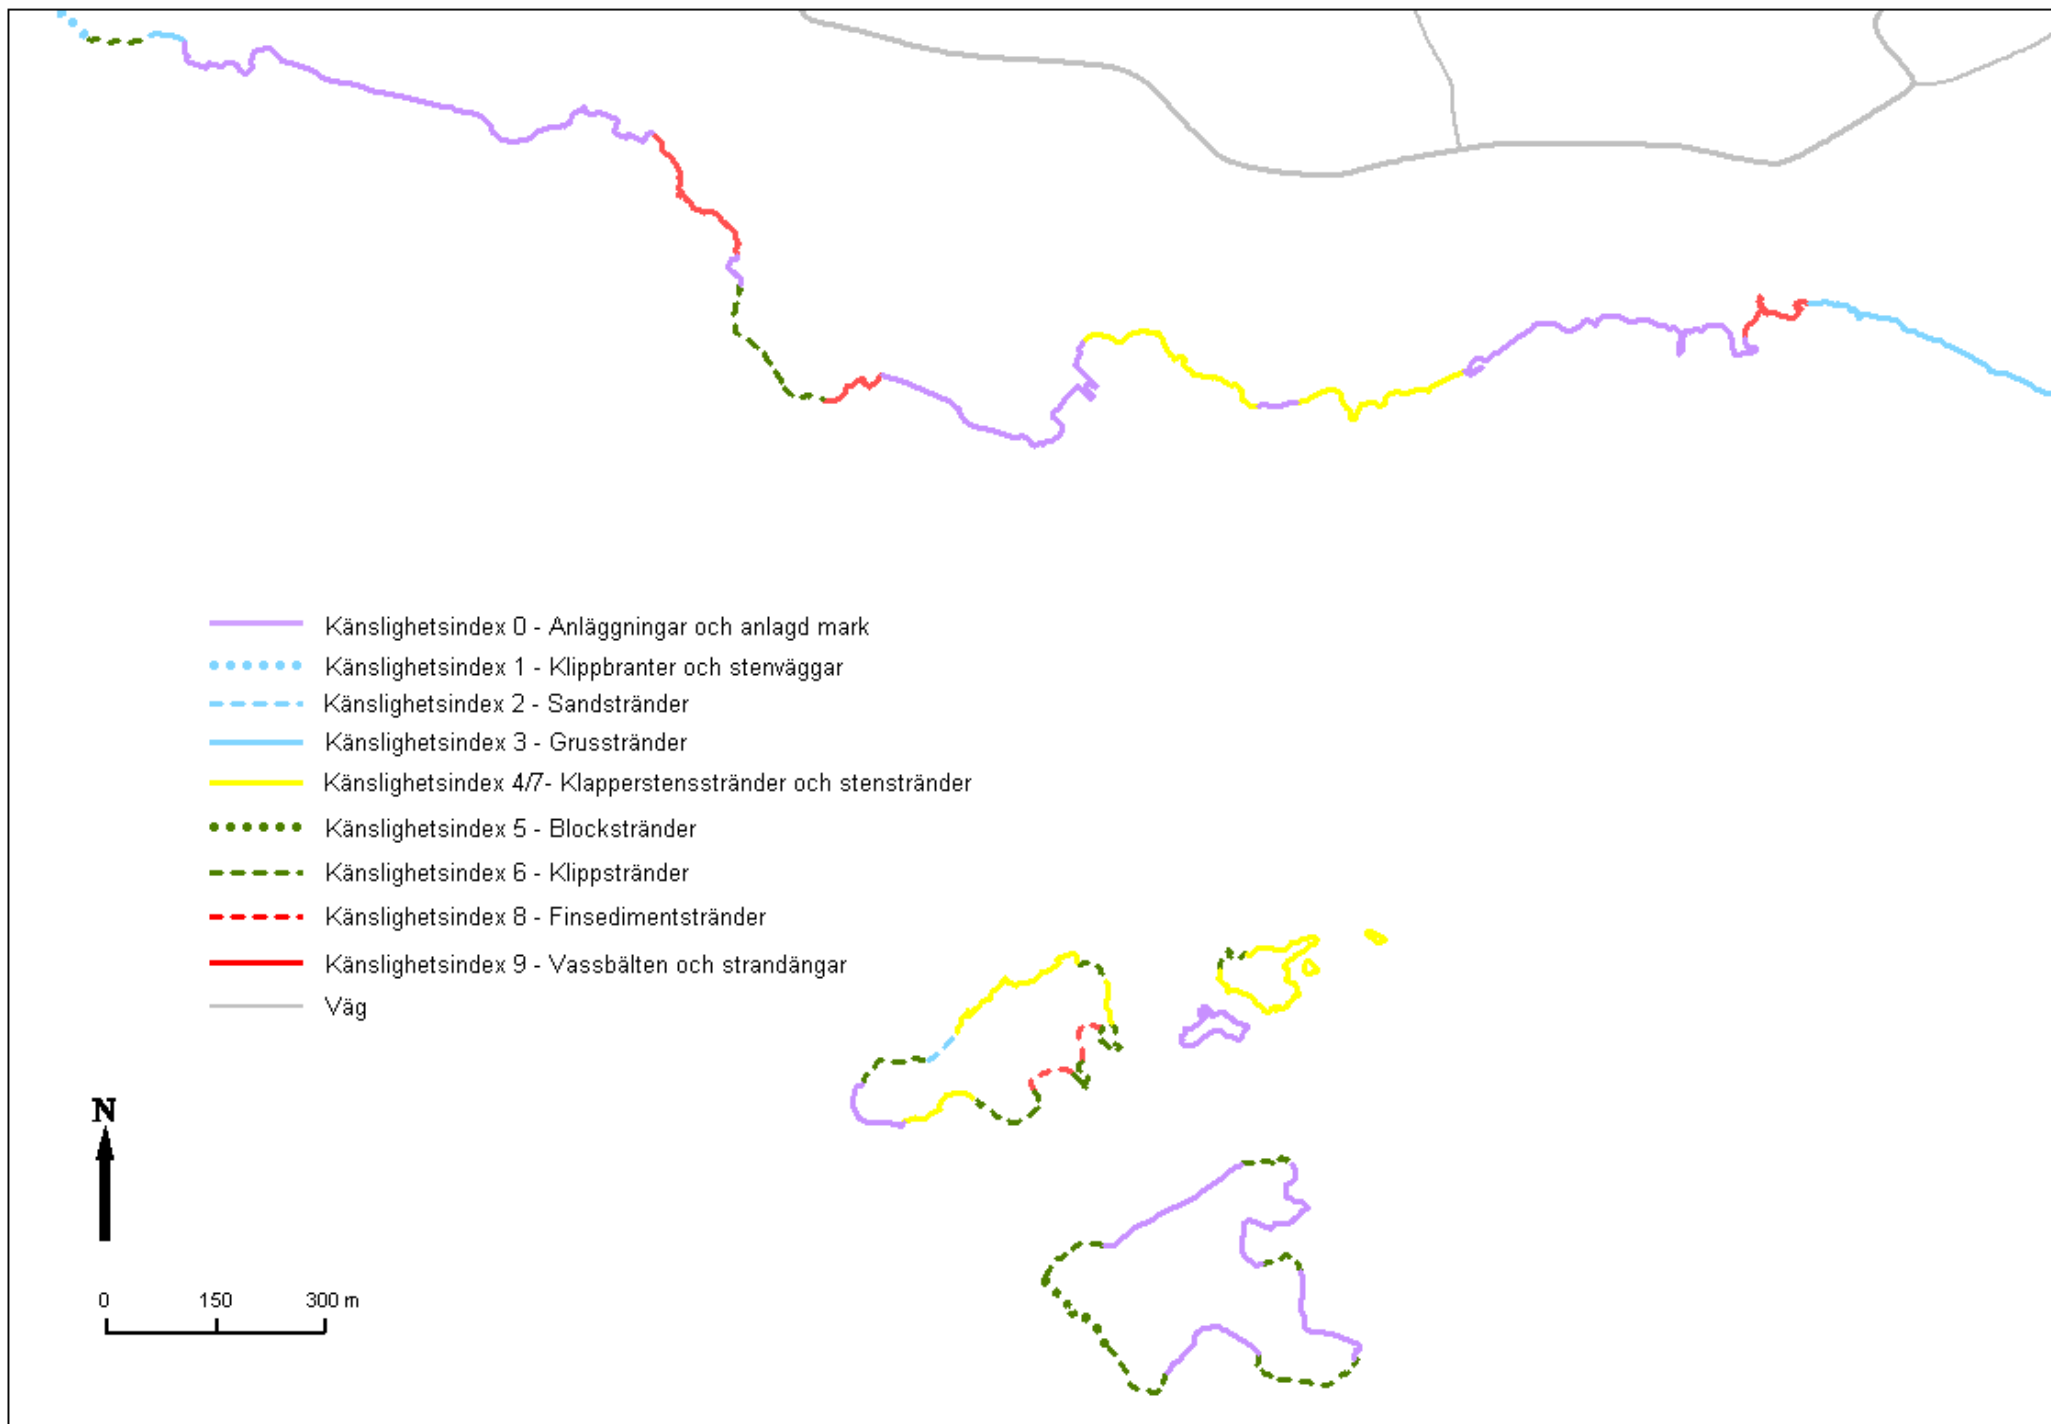 Känslighetsindex 0 - Anläggningar och anlagd mark
Känslighetsindex 1 - Klippbranter och stenväggar
Känslighetsindex 2 - Sandstränder
Känslighetsindex 3 - Grusstränder
Känslighetsindex 4/7- Klapperstensstränder och stenstränder
Känslighetsindex 5 - Blockstränder
Känslighetsindex 6 - Klippstränder
Känslighetsindex 8 - Finsedimentstränder
Känslighetsindex 9 - Vassbälten och strandängar
Väg
N
0 150 300 m